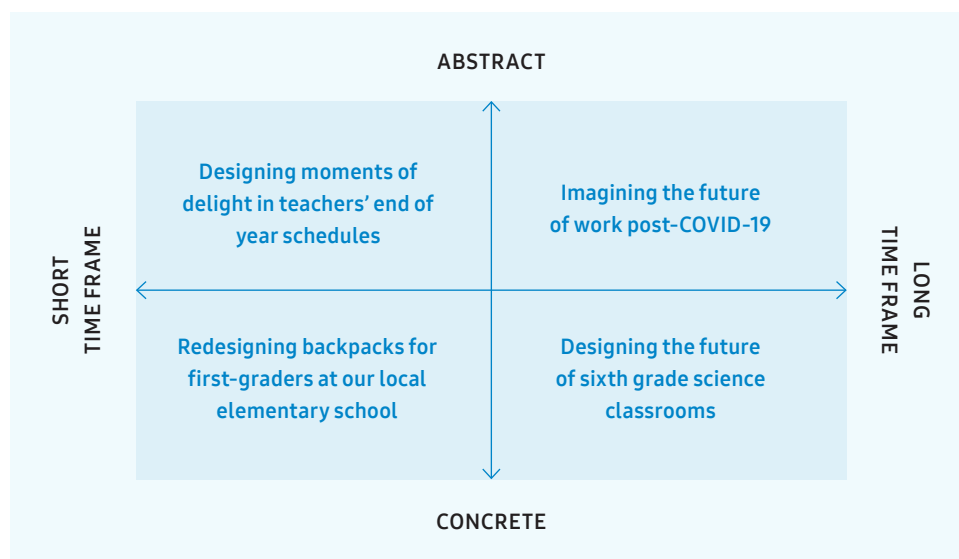 ABSTRACT
Designing moments of
delight in teachers’ end of
year schedules
Imagining the future
of work post-COVID-19
SHORT
TIME FRAME
LONG
TIME FRAME
Redesigning backpacks for
first-graders at our local
elementary school
Designing the future
of sixth grade science
classrooms
CONCRETE